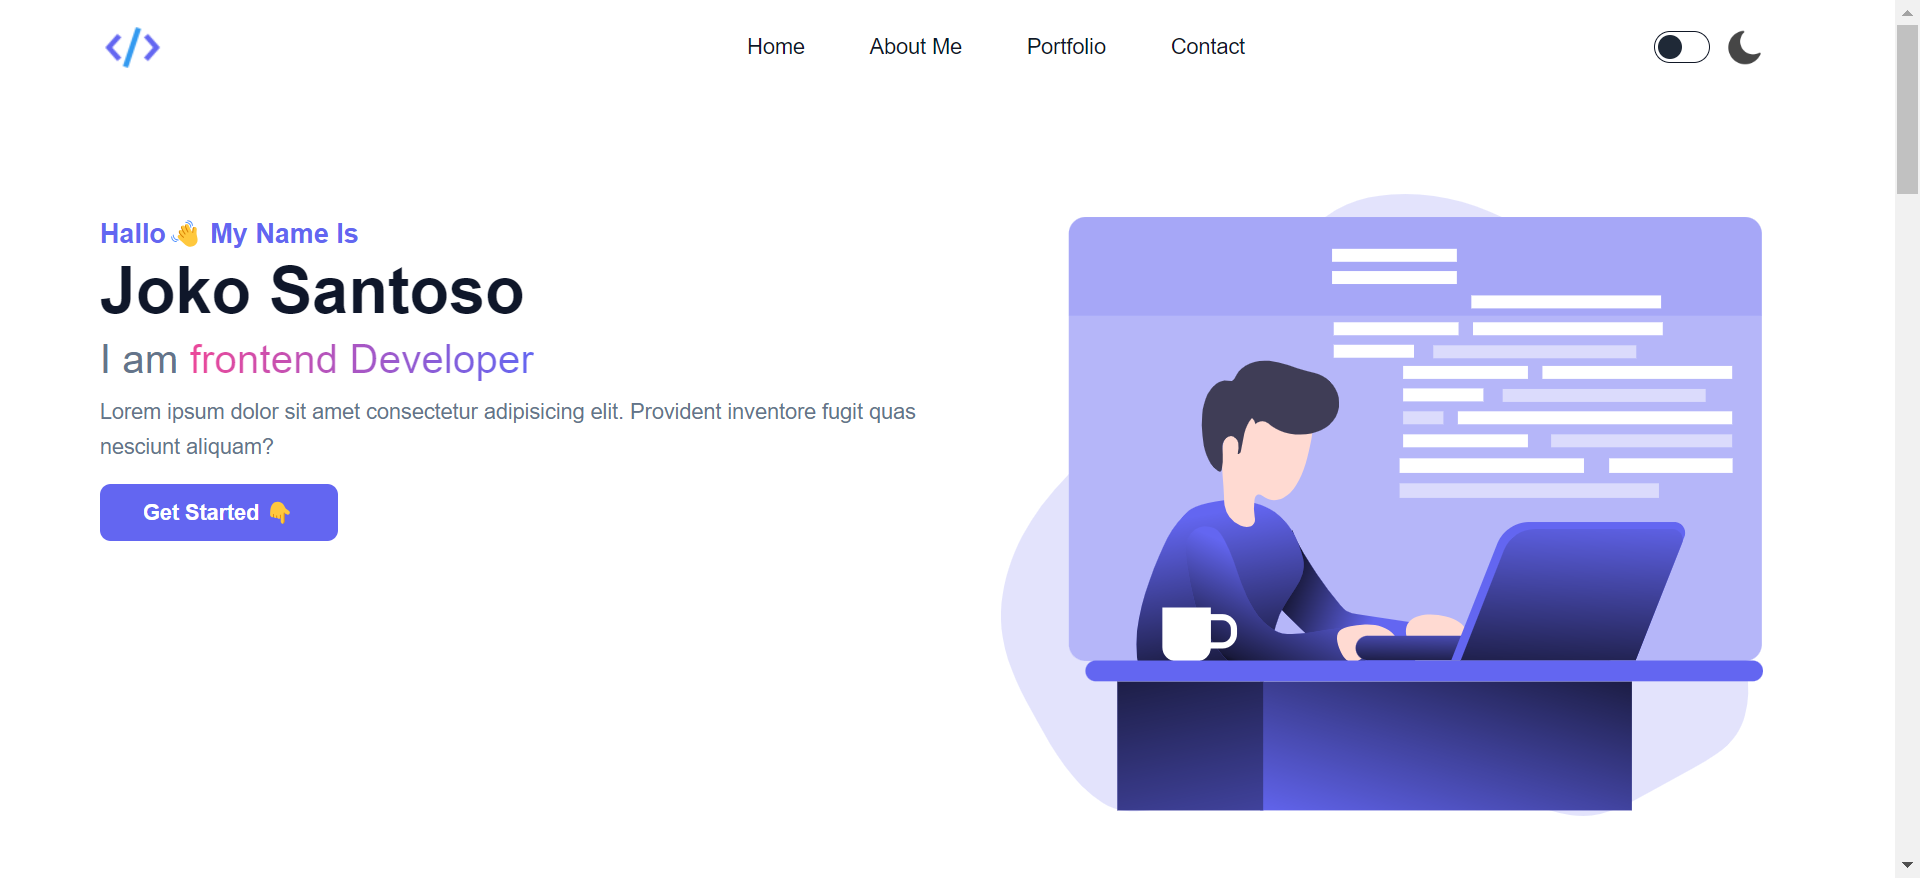 Home About Me Portfolio Contact
Hallo 👋 My Name Is
Joko Santoso
I am frontend Developer
Lorem ipsum dolor sit amet consectetur adipisicing elit. Provident inventore fugit quas
nesciunt aliquam?
Get Started 👇